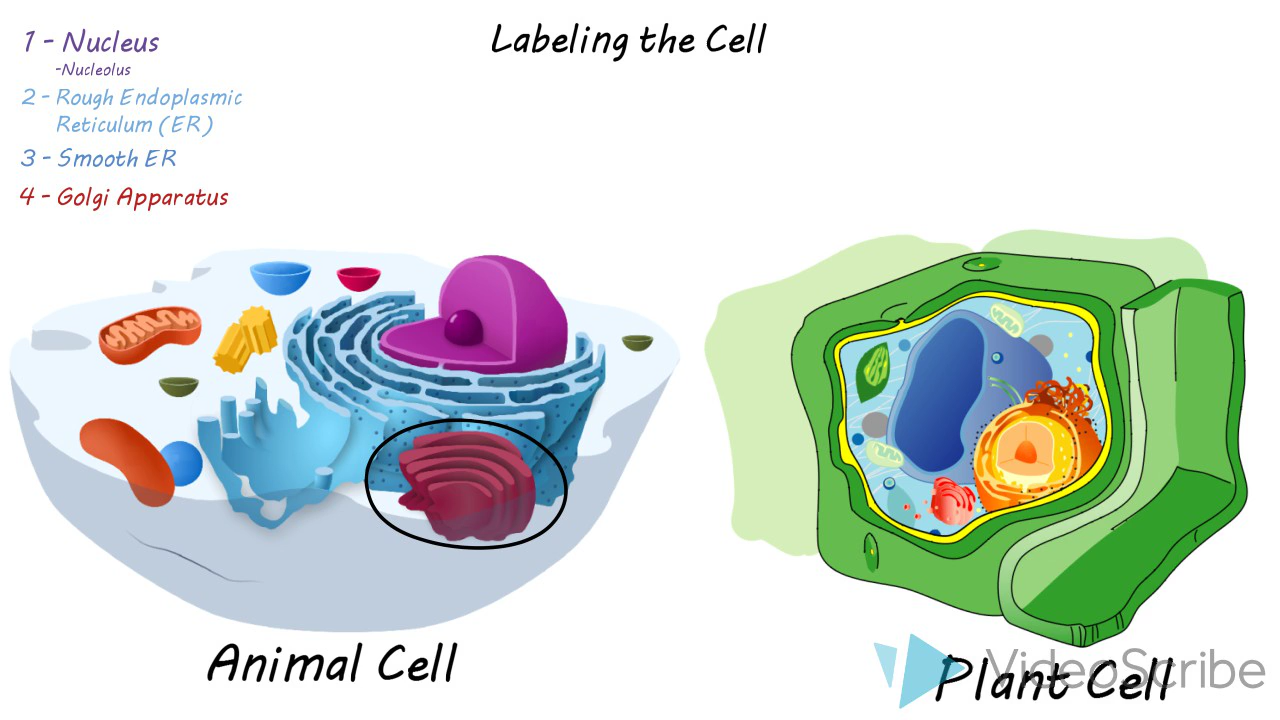 Labeling the Cell
1 - Nucleus
-Nucleolus
2 - Rough Endoplasmic
Reticulum (ER)
3 - Smooth ER
4 - Golgi Apparatus
Animal Cell
Plant Cell
VideoScribe